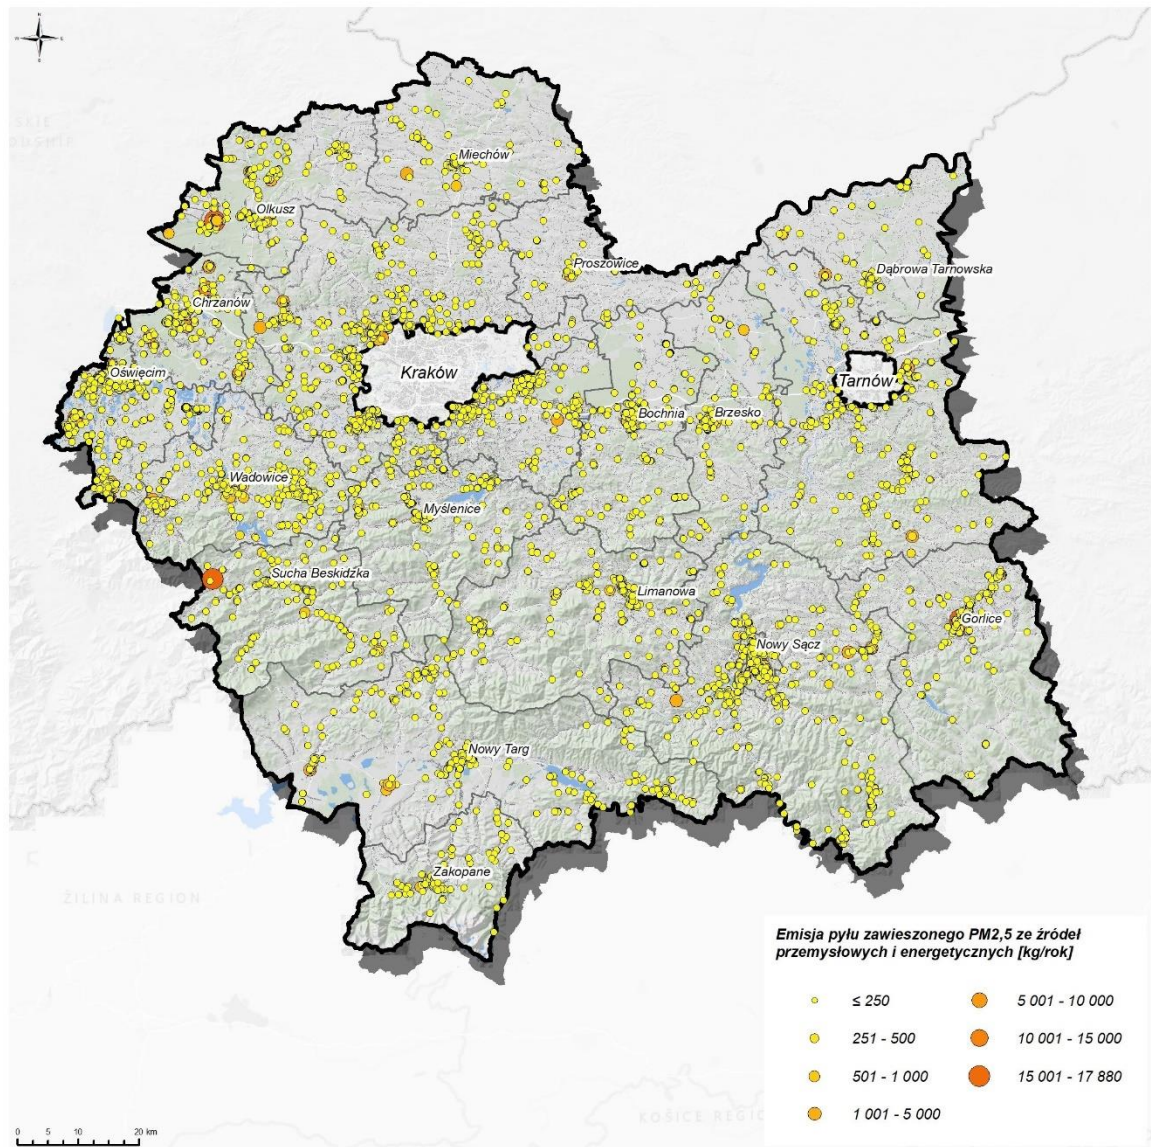 N
W
E
S
SKIE
Miechów
Olkusz
Proszowice
Dąbrowa Tarnowska
Chrzanów
Kraków
Oświęcim
Tarnów
Bochnia
Brzesko
Wadowice
Myślenice
Sucha Beskidzka
Limanowa
Gorlice
Nowy Sącz
Nowy Targ
Zakopane
ŻILINA REGION
KOŠICE REGIO
Emisja pyłu zawieszonego PM2,5 ze źródeł
przemysłowych i energetycznych [kg/rok]
≤ 250
251 - 500
501 - 1 000
1 001 - 5 000
5 001 - 10 000
10 001 - 15 000
15 001 - 17 880
0 5 10 20 km